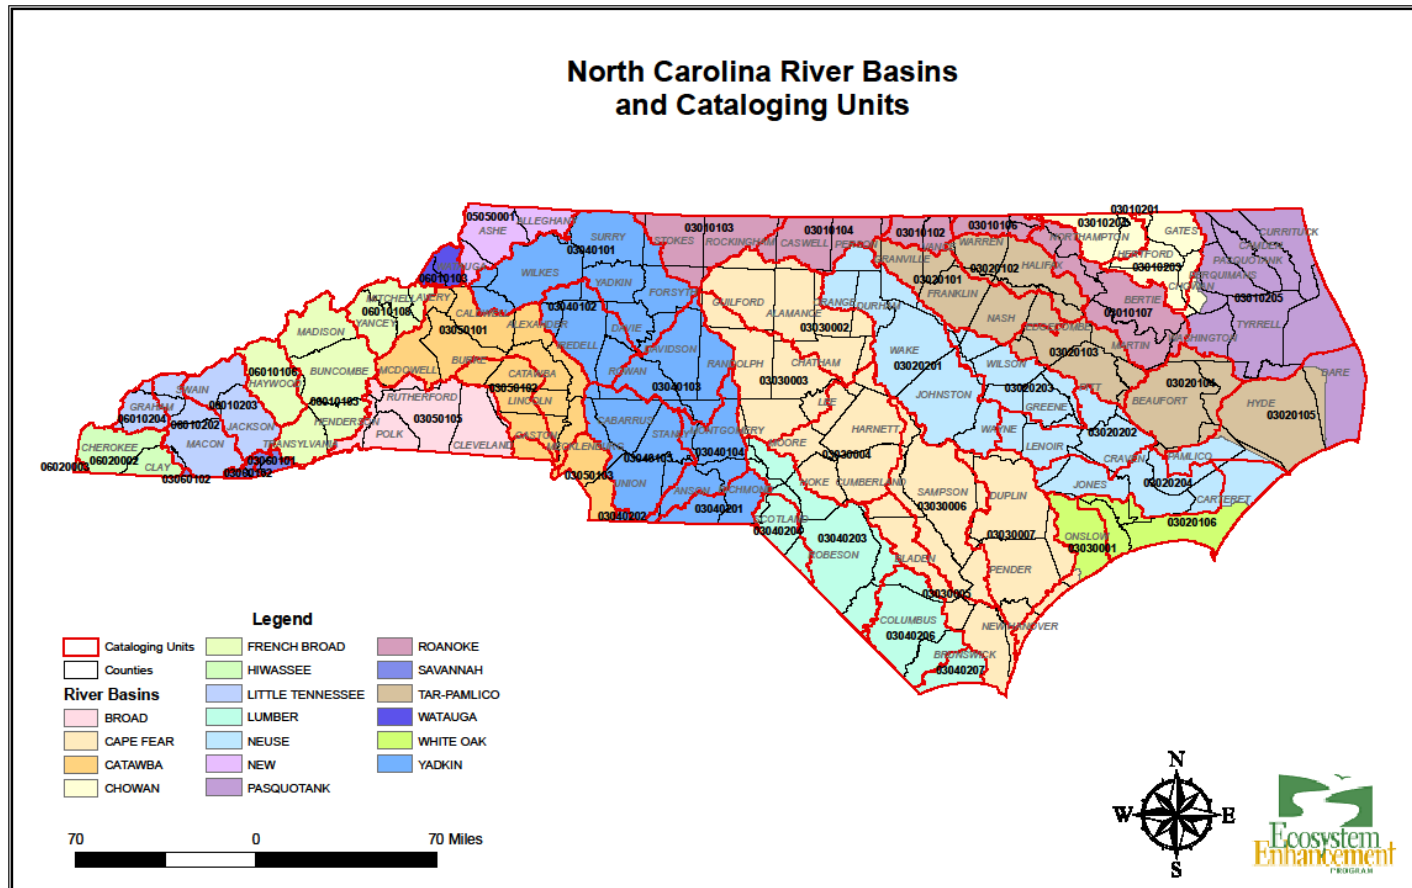 North Carolina River Basins
and Cataloging Units
03010201
05050001
ALLEGHANY
ASHE
SURRY
03040101
STOKES
03010103
ROCKINGHAM
CASWELL
03010104
PERSON
03010102
VANCE
WARREN
03010106
NORTHAMPTON
GATES
HERTFORD
03010203
CURRITUCK
CAMDEN
PASQUOTANK
PERQUIMANS
CHOWAN
03010205
06010103
WILKES
YADKIN
FORSYTH
GRANVILLE
03020101
03020102
HALIFAX
FRANKLIN
NASH
BERTIE
03010107
MARTIN
WASHINGTON
TYRRELL
DARE
MITCHELL
AVERY
06010108
YANCEY
CALDWELL
ALEXANDER
03040102
DAVIE
IREDELL
DAVIDSON
ROWAN
GUILFORD
ALAMANCE
ORANGE
DURHAM
03030002
MADISON
03050101
BURKE
MCDOWELL
CATAWBA
03050102
LINCOLN
RANDOLPH
CHATHAM
03030003
WAKE
03020201
WILSON
03020203
EDGECOMBE
03020103
PITT
03020104
BEAUFORT
HYDE
03020105
BUNCOMBE
06010106
HAYWOOD
06010105
HENDERSON
TRANSYLVANIA
RUTHERFORD
03050105
POLK
CLEVELAND
GASTON
MECKLENBURG
03040103
CABARRUS
STANLY
MONTGOMERY
03040105
03040104
LEE
HARNETT
JOHNSTON
WAYNE
GREENE
LENOIR
03020202
CRAVEN
PAMLICO
SWAIN
GRAHAM
06010204
06010203
06010202
JACKSON
MACON
CHEROKEE
06020002
CLAY
06020003
03060101
03060102
03060102
03050103
UNION
ANSON
RICHMOND
03040201
03040202
MOORE
HOKE
03030004
CUMBERLAND
SAMPSON
03030006
DUPLIN
JONES
03020204
CARTERET
03020106
ONSLOW
03030001
SCOTLAND
03040203
ROBESON
BLADEN
03030007
PENDER
03030005
COLUMBUS
03040206
NEW HANOVER
BRUNSWICK
03040207
Legend
Cataloging Units
Counties
River Basins
BROAD
CAPE FEAR
CATAWBA
CHOWAN
FRENCH BROAD
HIWASSEE
LITTLE TENNESSEE
LUMBER
NEUSE
NEW
PASQUOTANK
ROANOKE
SAVANNAH
TAR-PAMLICO
WATAUGA
WHITE OAK
YADKIN
70 0 70 Miles
N
W E
S
Ecosystem
Enhancement
PROGRAM